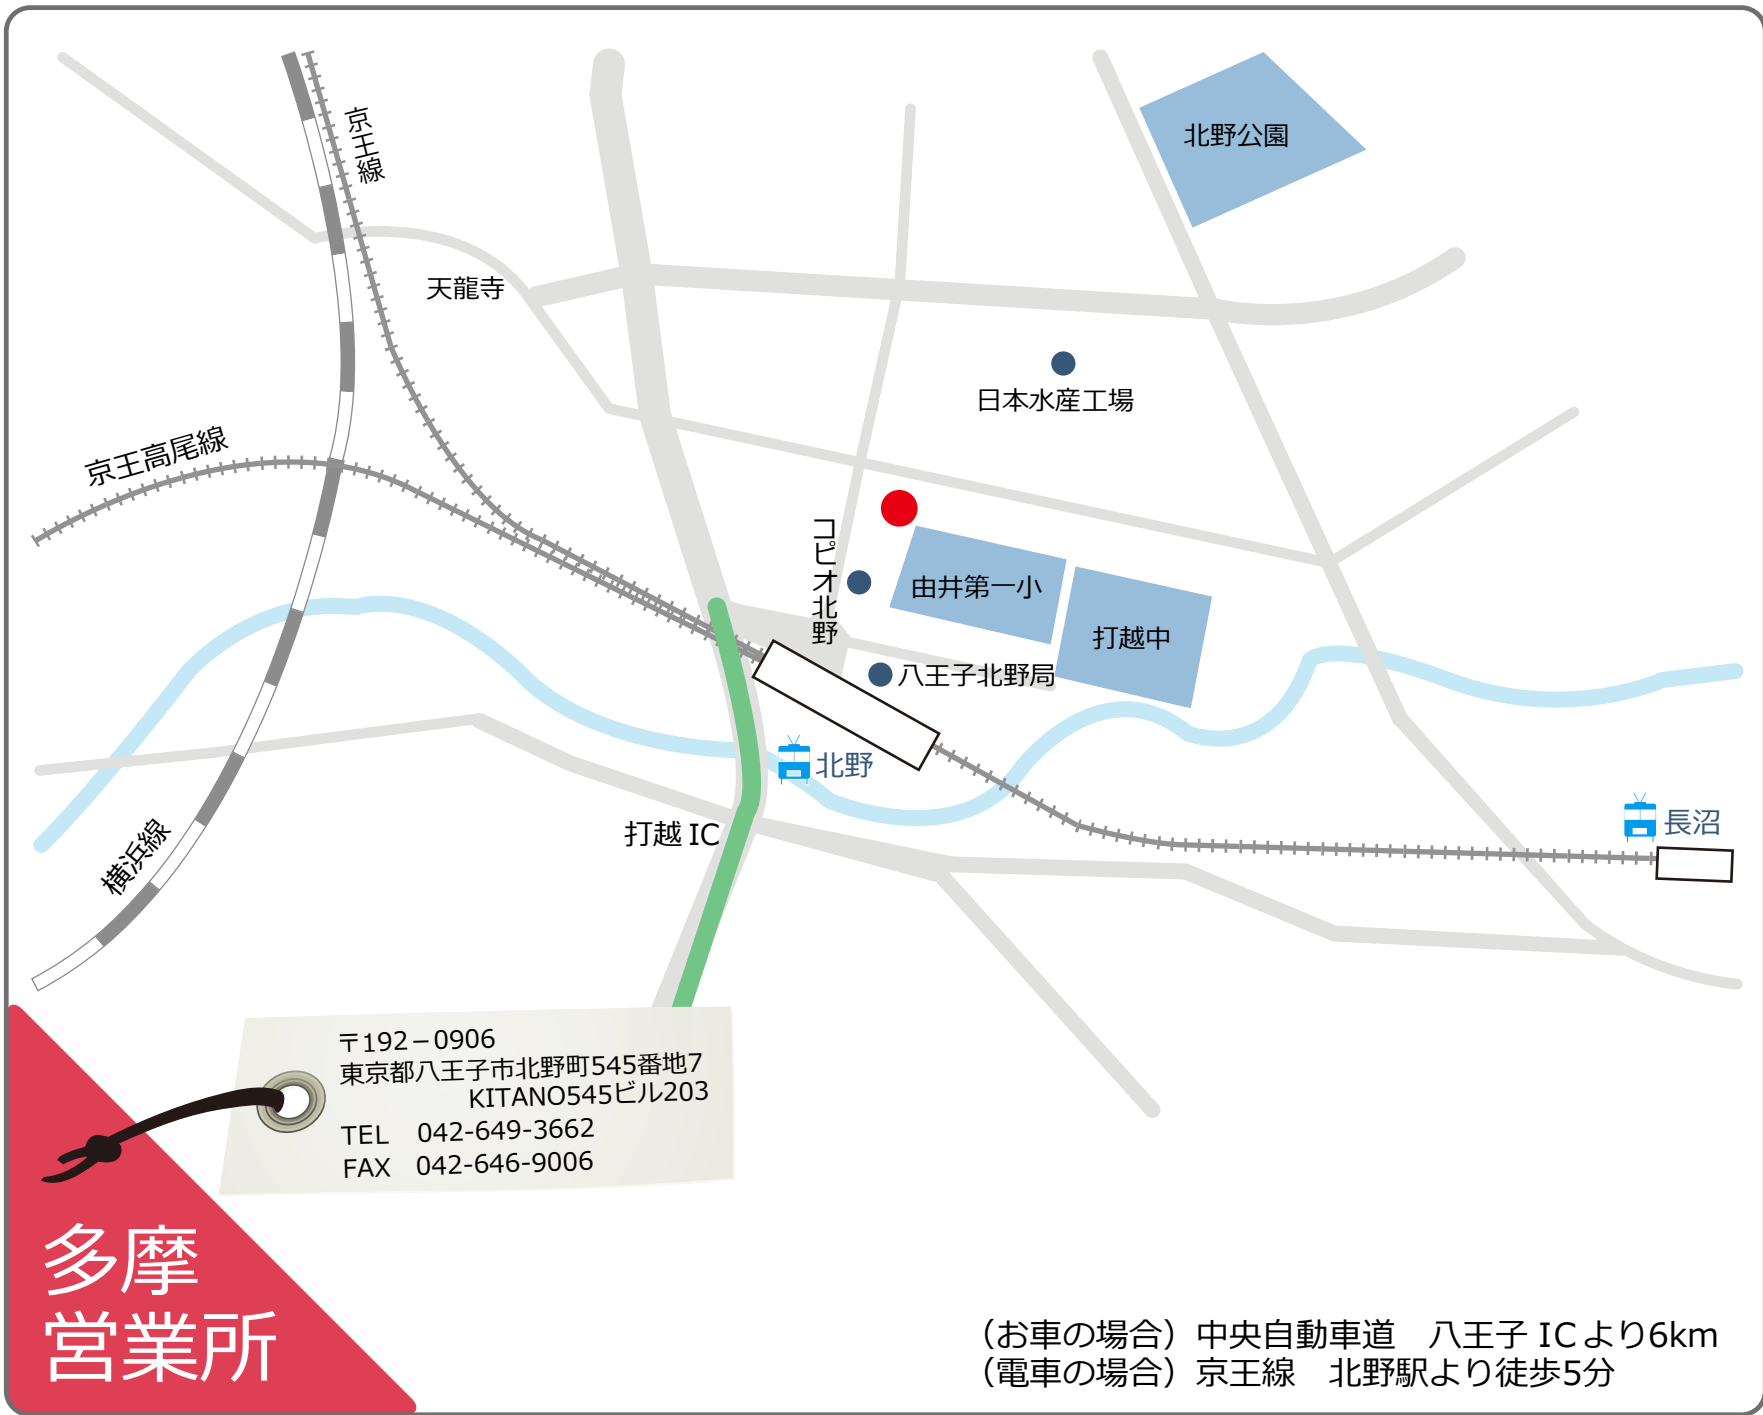 京王線
北野公園
天龍寺
日本水産工場
京王高尾線
コピオ北野
由井第一小
打越中
八王子北野局
北野
長沼
打越 IC
横浜線
〒192－0906
東京都八王子市北野町545番地7
KITANO545ビル203
TEL　042-649-3662
FAX　042-646-9006
多摩
営業所
（お車の場合）中央自動車道　八王子 IC より6km
（電車の場合）京王線　北野駅より徒歩5分